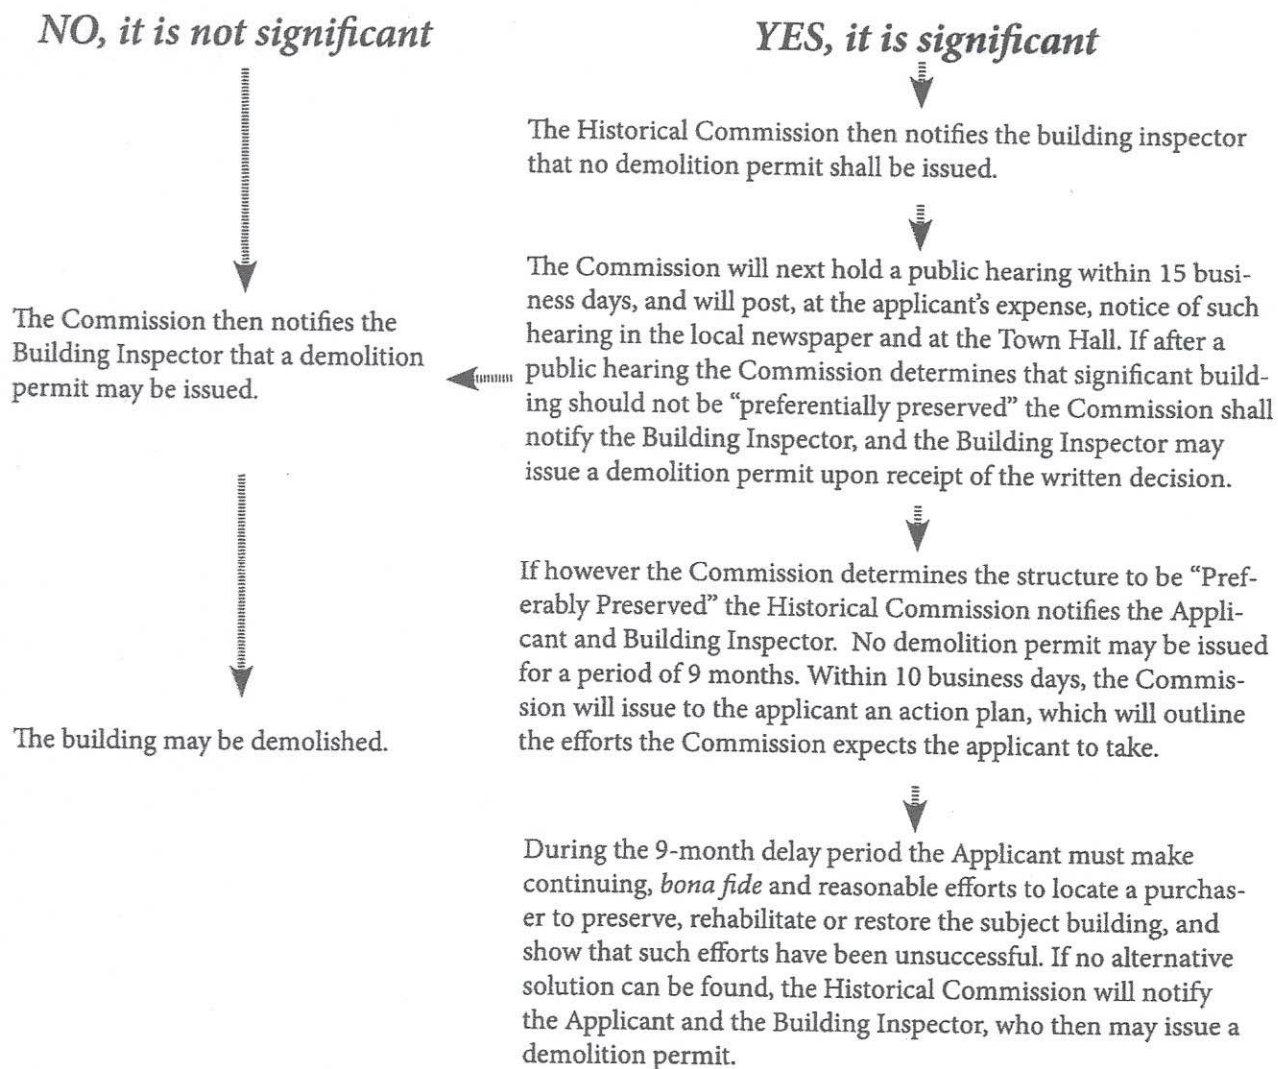 NO, it is not significant
The Commission then notifies the
Building Inspector that a demolition
permit may be issued.
The building may be demolished.
YES, it is significant
The Historical Commission then notifies the building inspector
that no demolition permit shall be issued.
The Commission will next hold a public hearing within 15 busi-
ness days, and will post, at the applicant’s expense, notice of such
hearing in the local newspaper and at the Town Hall. If after a
public hearing the Commission determines that significant build-
ing should not be “preferentially preserved” the Commission shall
notify the Building Inspector, and the Building Inspector may
issue a demolition permit upon receipt of the written decision.
If however the Commission determines the structure to be “Pref-
erably Preserved” the Historical Commission notifies the Appli-
cant and Building Inspector. No demolition permit may be issued
for a period of 9 months. Within 10 business days, the Commis-
sion will issue to the applicant an action plan, which will outline
the efforts the Commission expects the applicant to take.
During the 9-month delay period the Applicant must make
continuing, bona fide and reasonable efforts to locate a purchas-
er to preserve, rehabilitate or restore the subject building, and
show that such efforts have been unsuccessful. If no alternative
solution can be found, the Historical Commission will notify
the Applicant and the Building Inspector, who then may issue a
demolition permit.